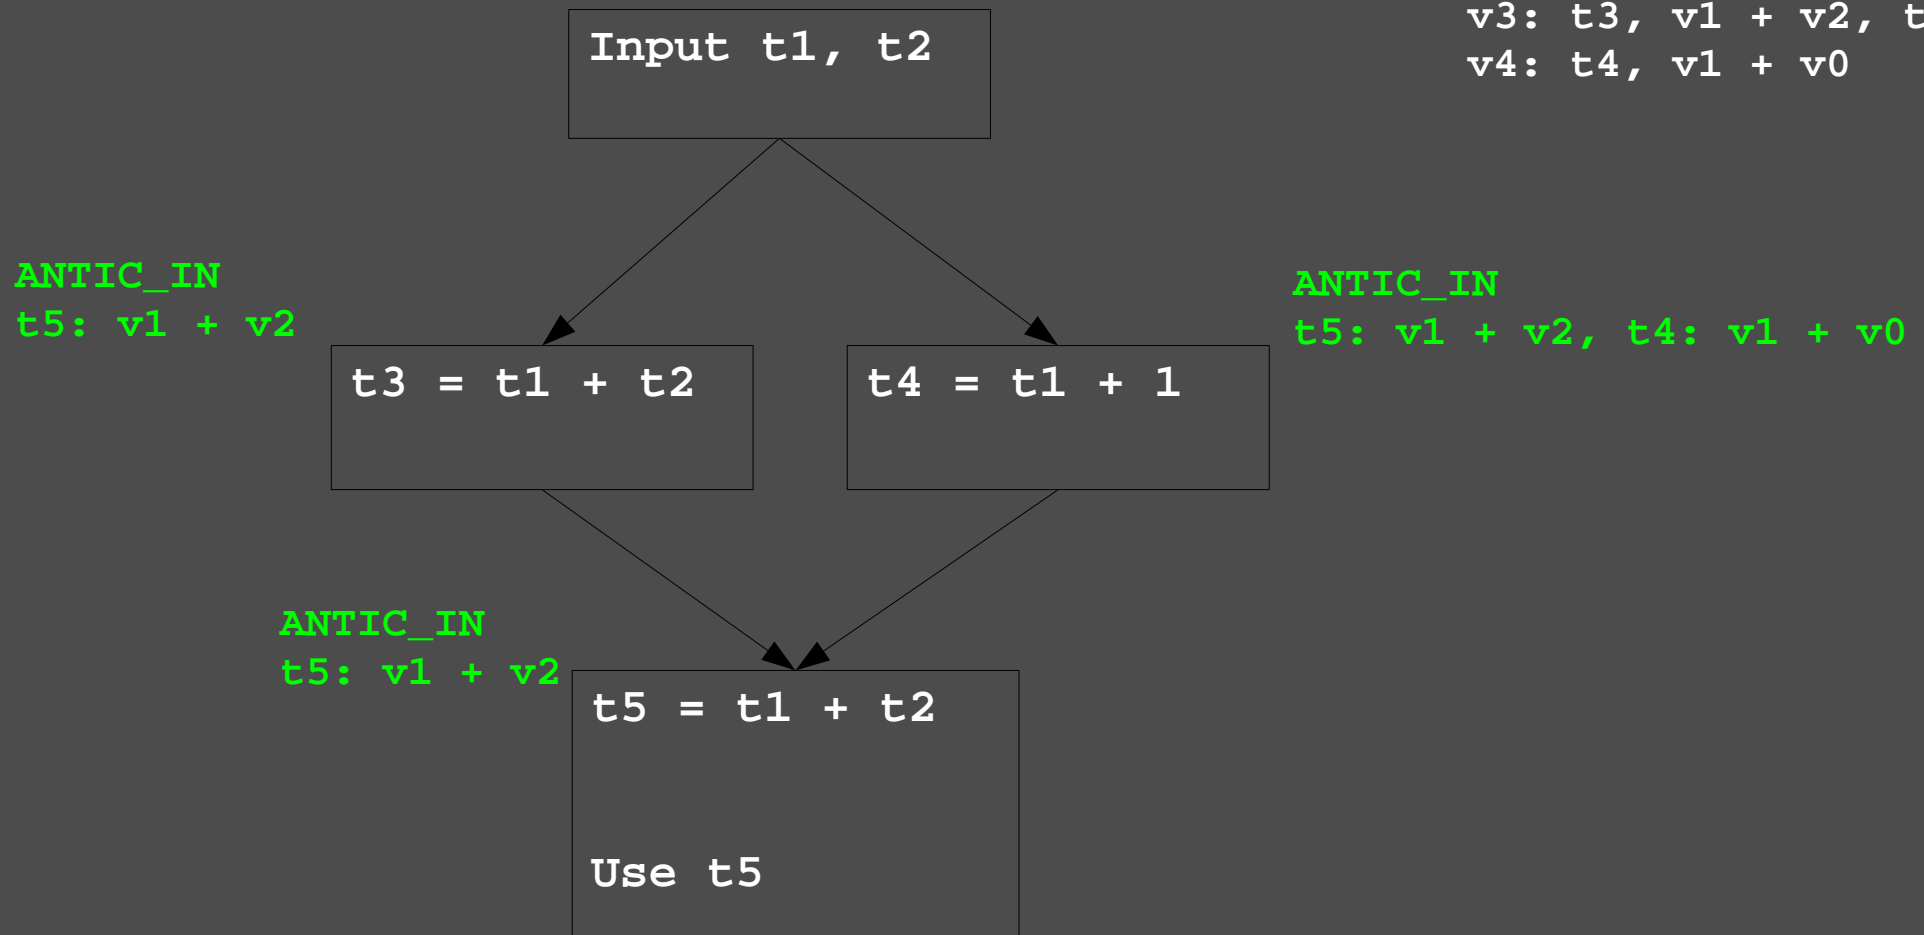 v3: t3, v1 + v2, t
v4: t4, v1 + v0
Input t1, t2
ANTIC_IN
t5: v1 + v2
ANTIC_IN
t5: v1 + v2, t4: v1 + v0
t3 = t1 + t2
t4 = t1 + 1
ANTIC_IN
t5: v1 + v2
t5 = t1 + t2
Use t5